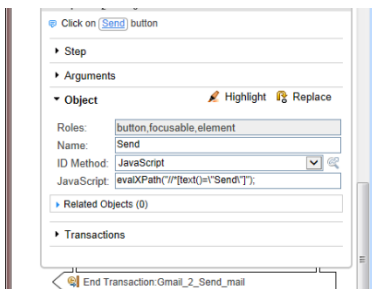 Click on Send button
Step
Arguments
Object Highlight Replace
Roles: button,focusable,element
Name: Send
ID Method: JavaScript
JavaScript: evalXPath("//*[text()=\"Send\"]");
Related Objects (0)
Transactions
End Transaction:Gmail_2_Send_mail